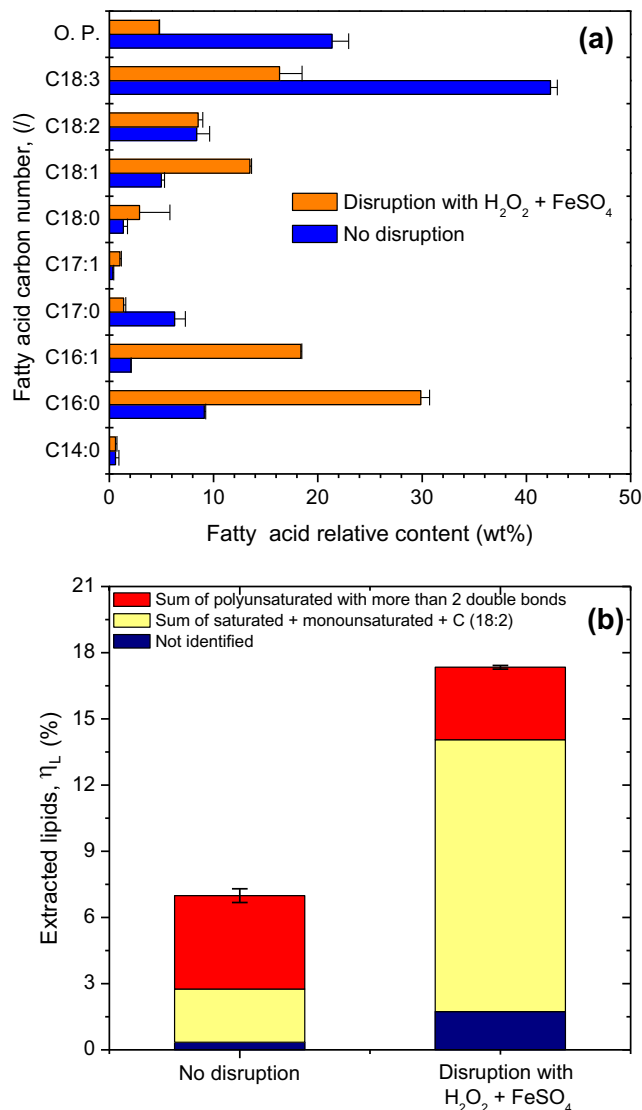 (a)
O. P.
C18:3
C18:2
C18:1
C18:0
C17:1
C17:0
C16:1
C16:0
C14:0
Fatty acid carbon number, (/)
Disruption with H₂O₂ + FeSO₄
No disruption
0 10 20 30 40 50
Fatty acid relative content (wt%)
(b)
Sum of polyunsaturated with more than 2 double bonds
Sum of saturated + monounsaturated + C (18:2)
Not identified
21
18
15
12
9
6
3
0
Extracted lipids, η_L (%)
No disruption
Disruption with
H₂O₂ + FeSO₄